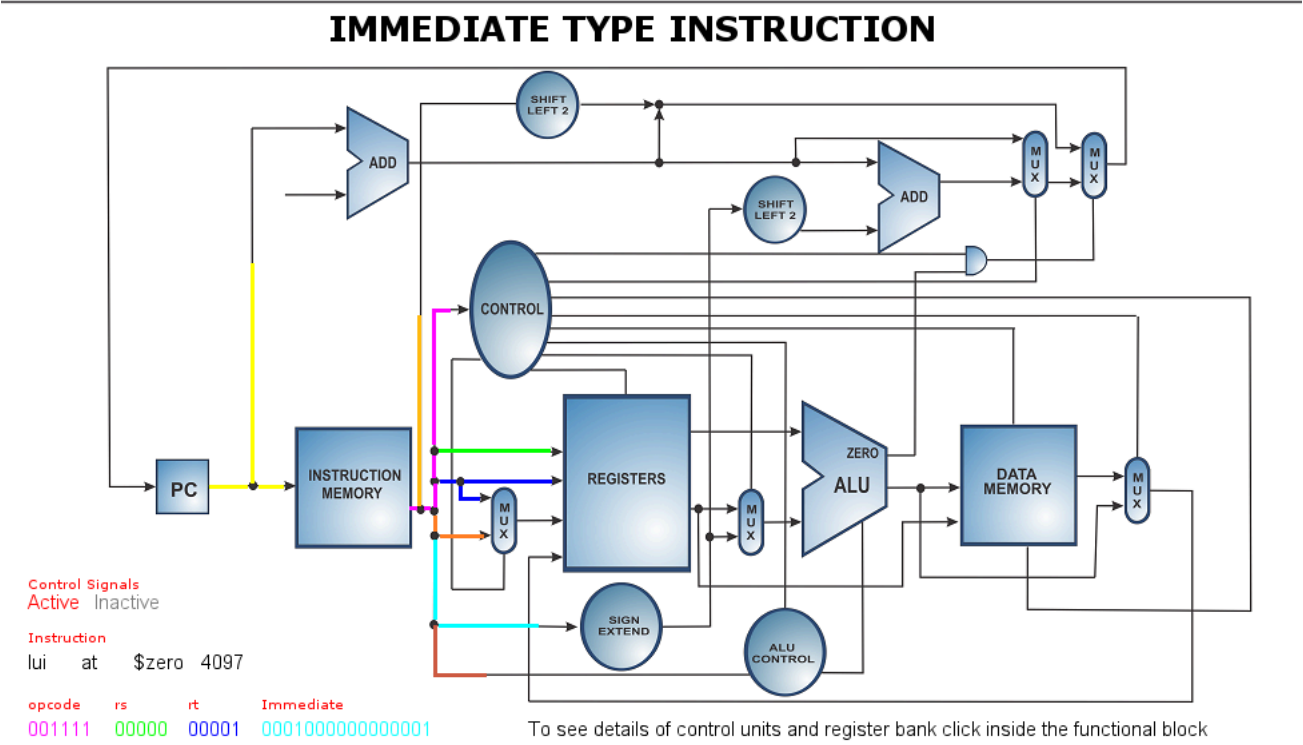 IMMEDIATE TYPE INSTRUCTION
SHIFT
LEFT 2
ADD
MUX
MUX
SHIFT
LEFT 2
ADD
CONTROL
PC
INSTRUCTION
MEMORY
MUX
REGISTERS
MUX
ZERO
ALU
DATA
MEMORY
MUX
SIGN
EXTEND
ALU
CONTROL
Control Signals
Active Inactive
Instruction
lui at $zero 4097
opcode rs rt Immediate
001111 00000 00001 0001000000000001
To see details of control units and register bank click inside the functional block